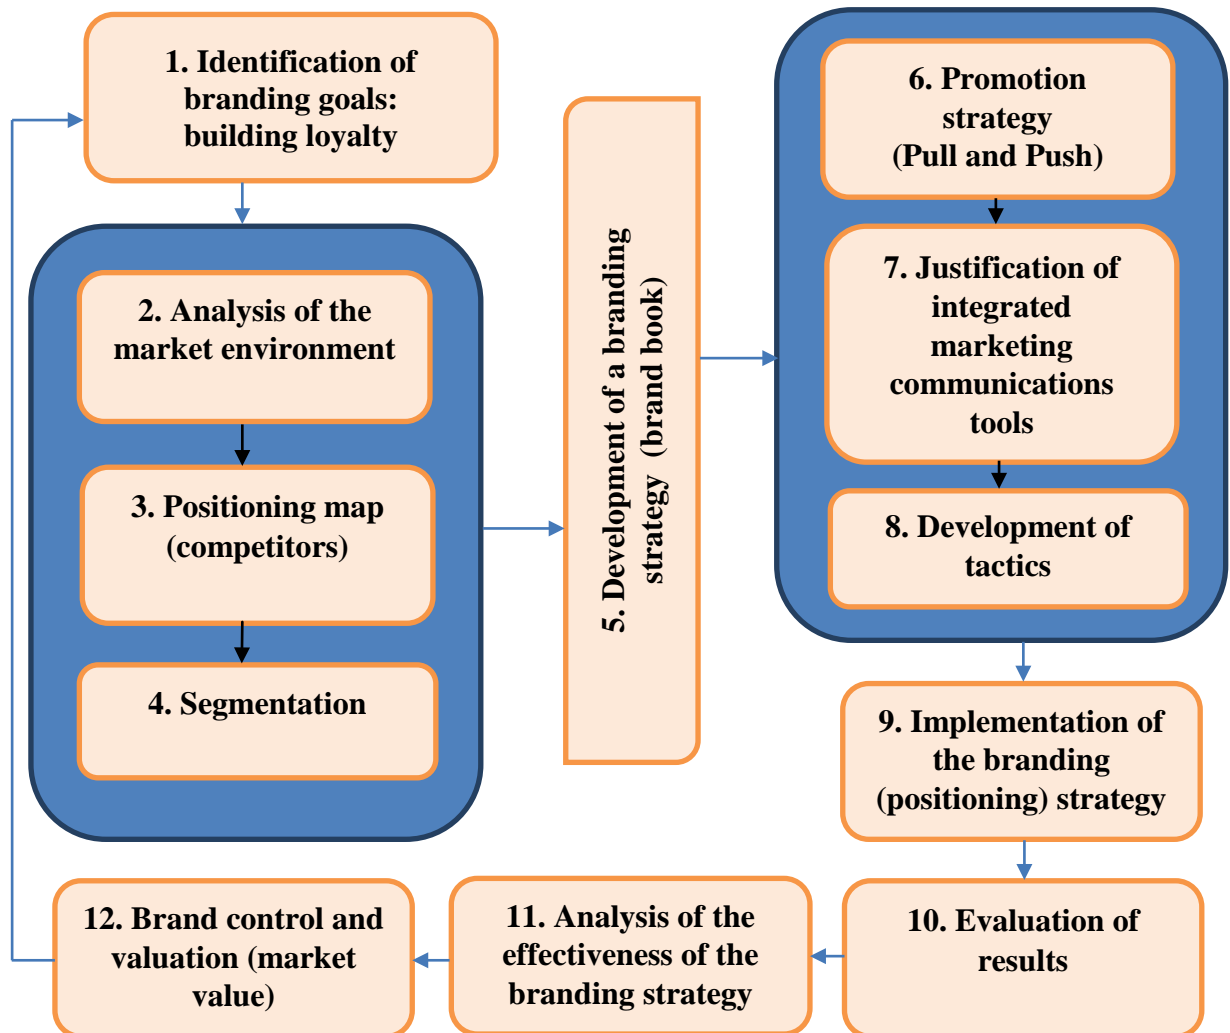 1. Identification of
branding goals:
building loyalty
2. Analysis of the
market environment
3. Positioning map
(competitors)
4. Segmentation
5. Development of a branding
strategy (brand book)
6. Promotion
strategy
(Pull and Push)
7. Justification of
integrated
marketing
communications
tools
8. Development of
tactics
9. Implementation of
the branding
(positioning) strategy
10. Evaluation of
results
11. Analysis of the
effectiveness of the
branding strategy
12. Brand control and
valuation (market
value)